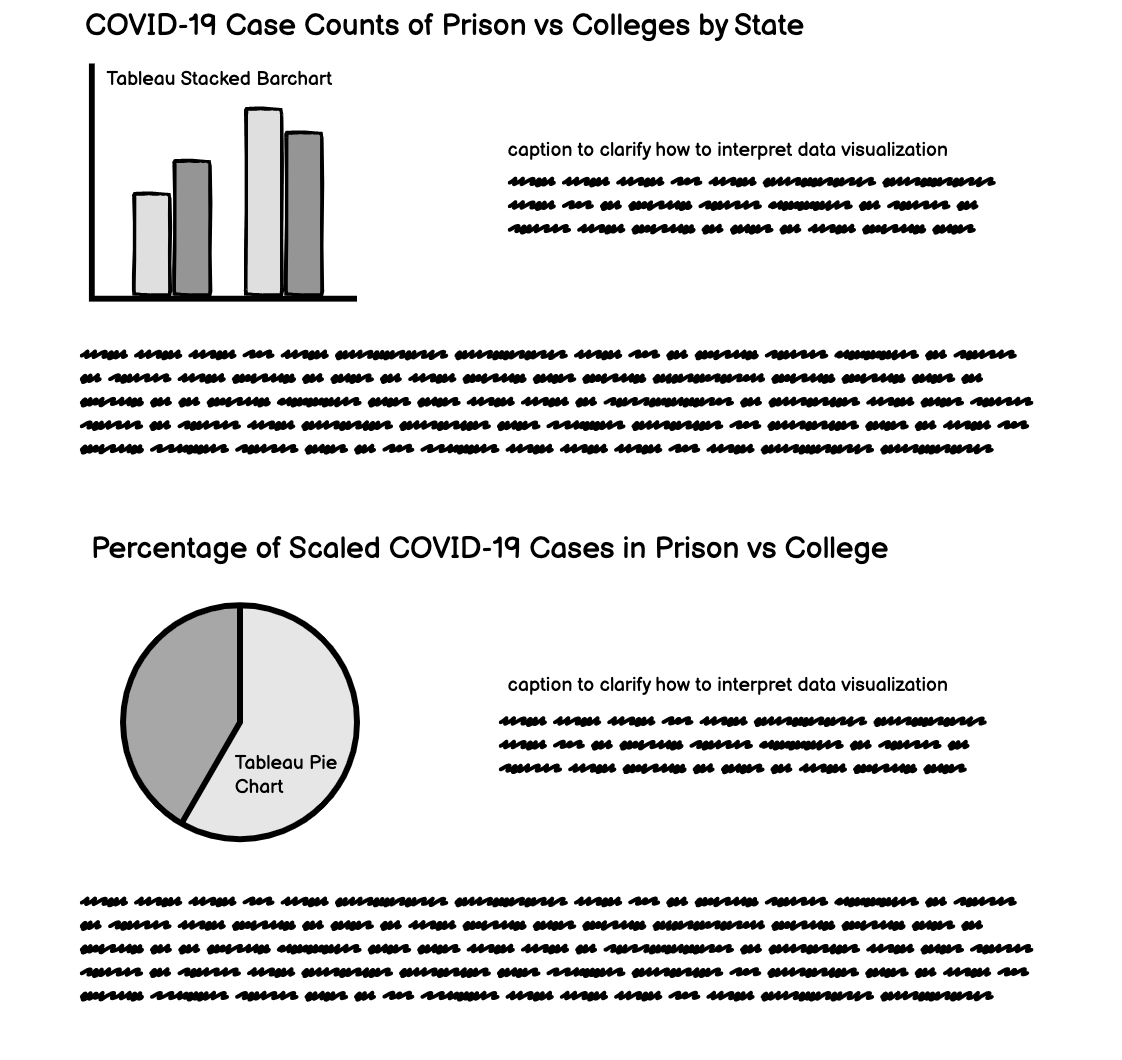 COVID-19 Case Counts of Prison vs Colleges by State
Tableau Stacked Barchart
caption to clarify how to interpret data visualization
Percentage of Scaled COVID-19 Cases in Prison vs College
caption to clarify how to interpret data visualization
Tableau Pie
Chart